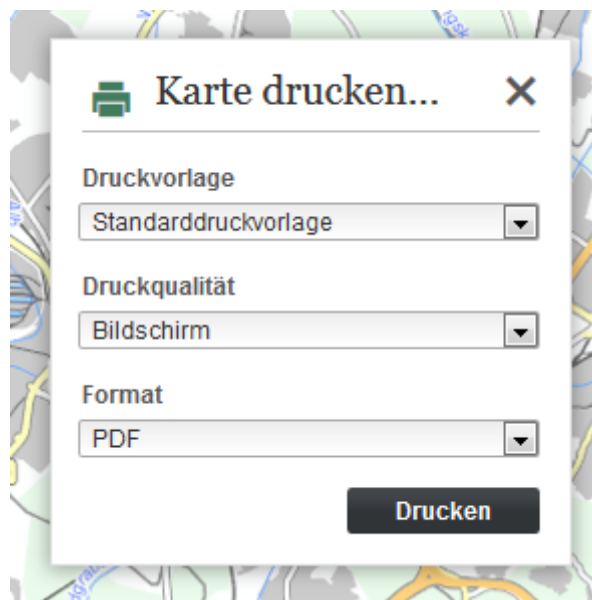 Karte drucken...
Druckvorlage
Standarddruckvorlage
Druckqualität
Bildschirm
Format
PDF
Drucken